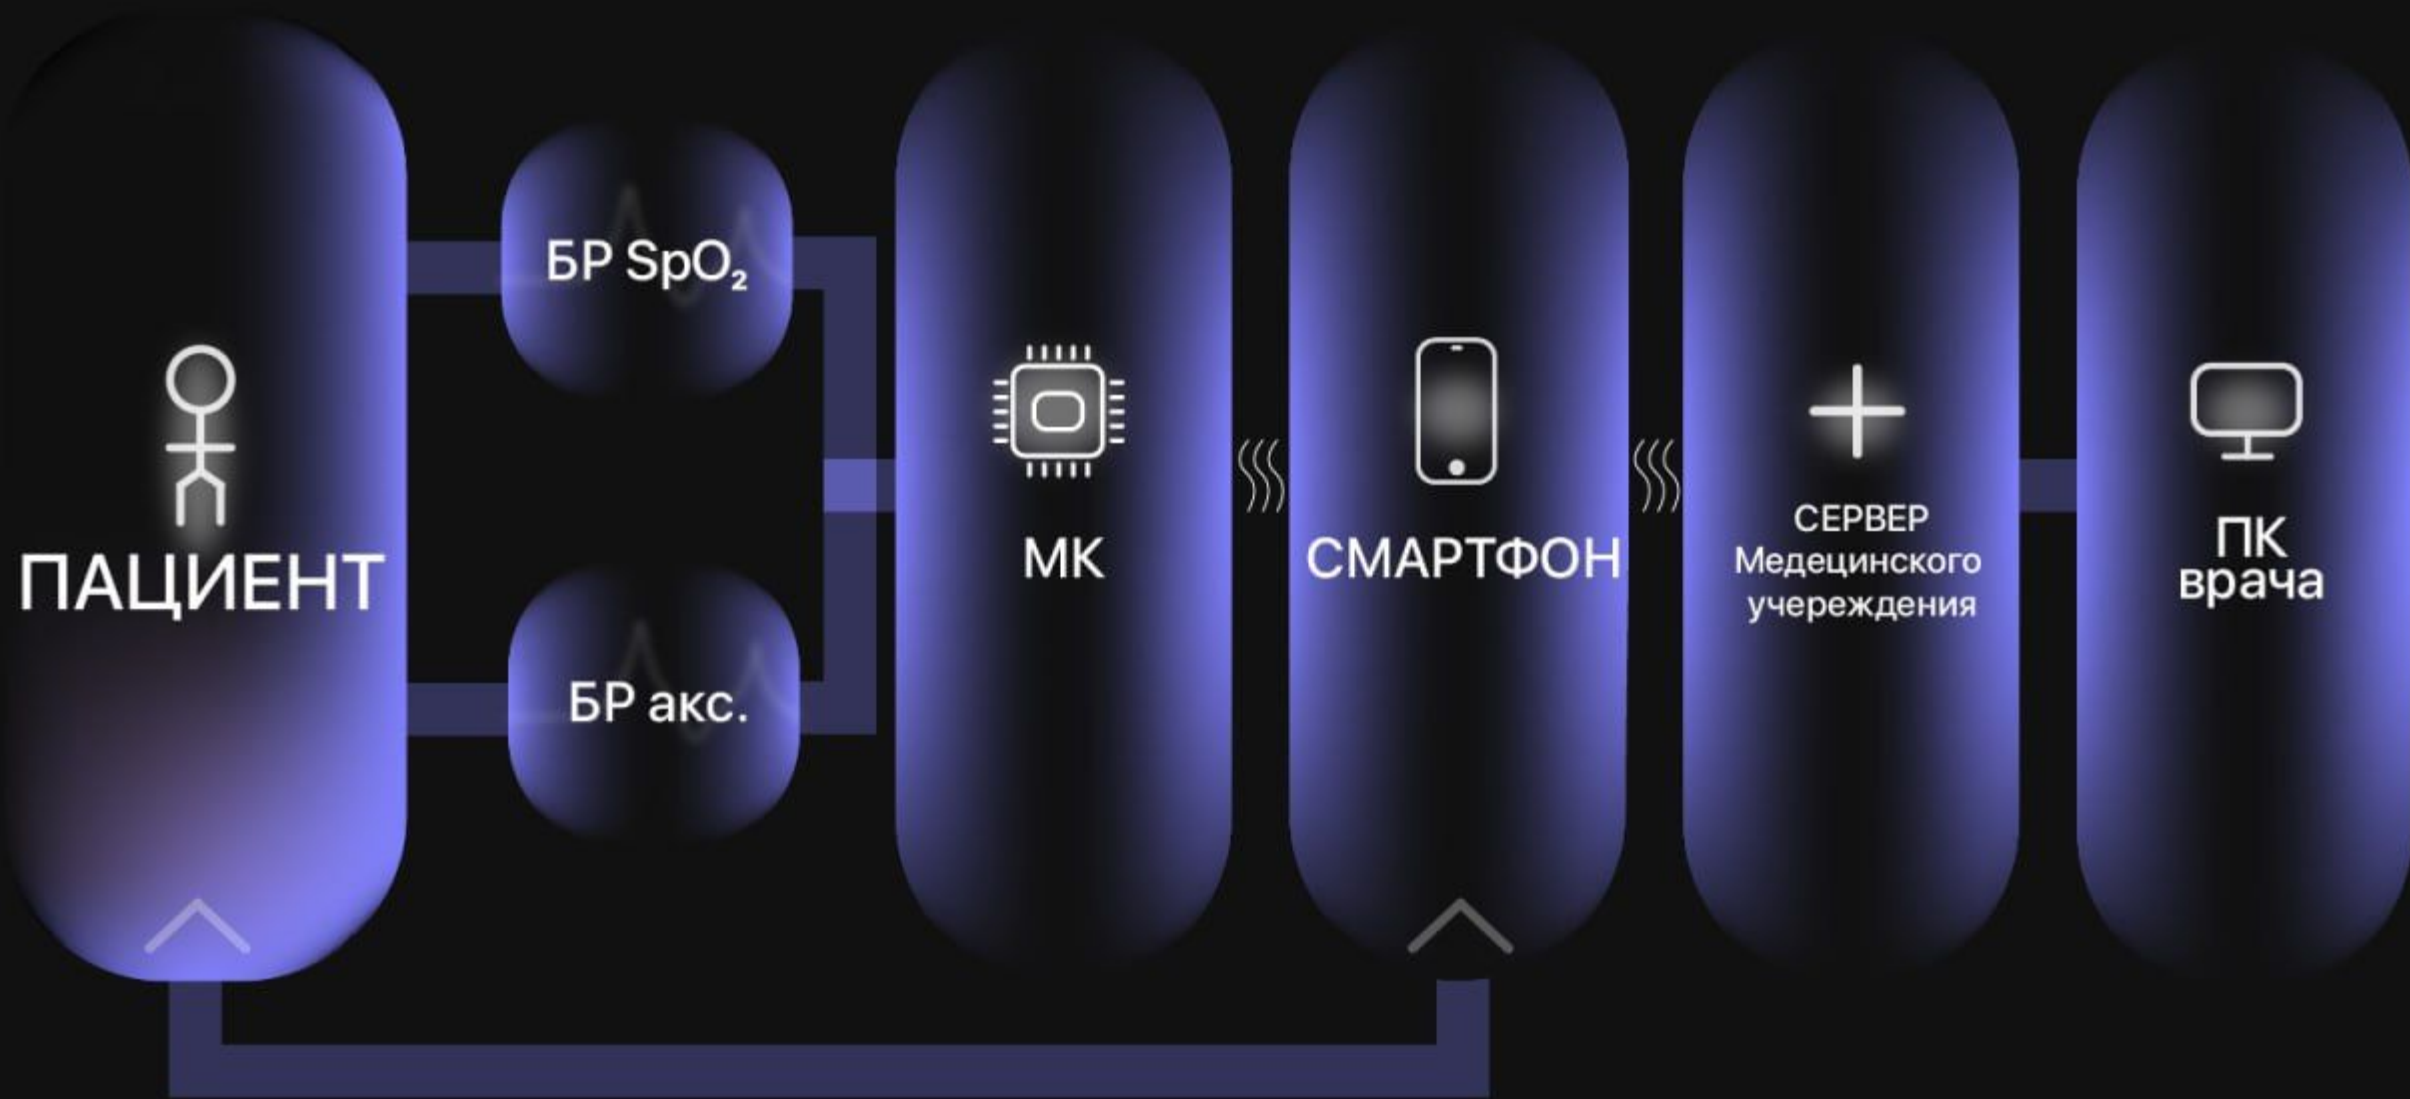 ПАЦИЕНТ
БР SpO₂
БР акс.
МК
СМАРТФОН
СЕРВЕР
Медецинского
учереждения
ПК
врача